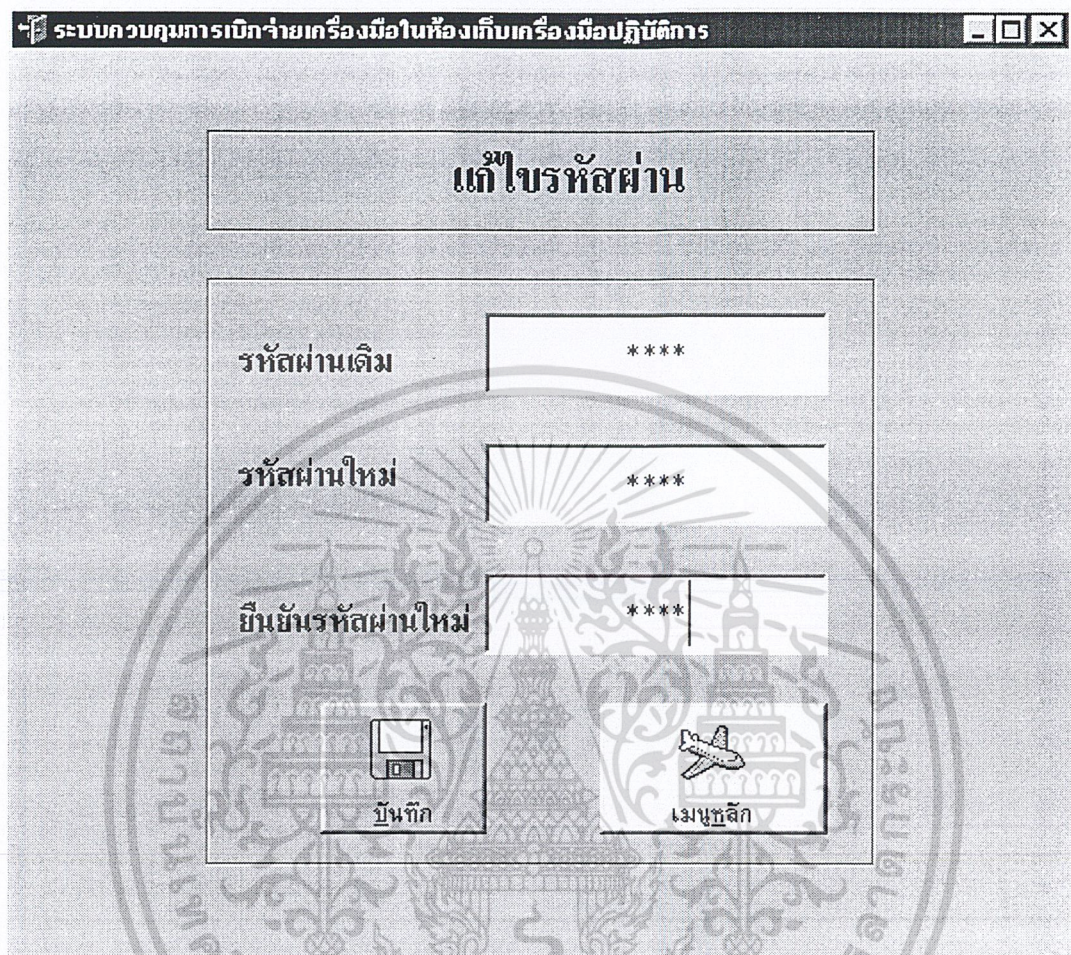 ระบบควบคุมการเบิกจ่ายเครื่องมือในห้องเก็บเครื่องมือปฏิบัติการ
แก้ไขรหัสผ่าน
รหัสผ่านเดิม ****
รหัสผ่านใหม่ ****
ยืนยันรหัสผ่านใหม่ ****
บันทึก เมนูหลัก